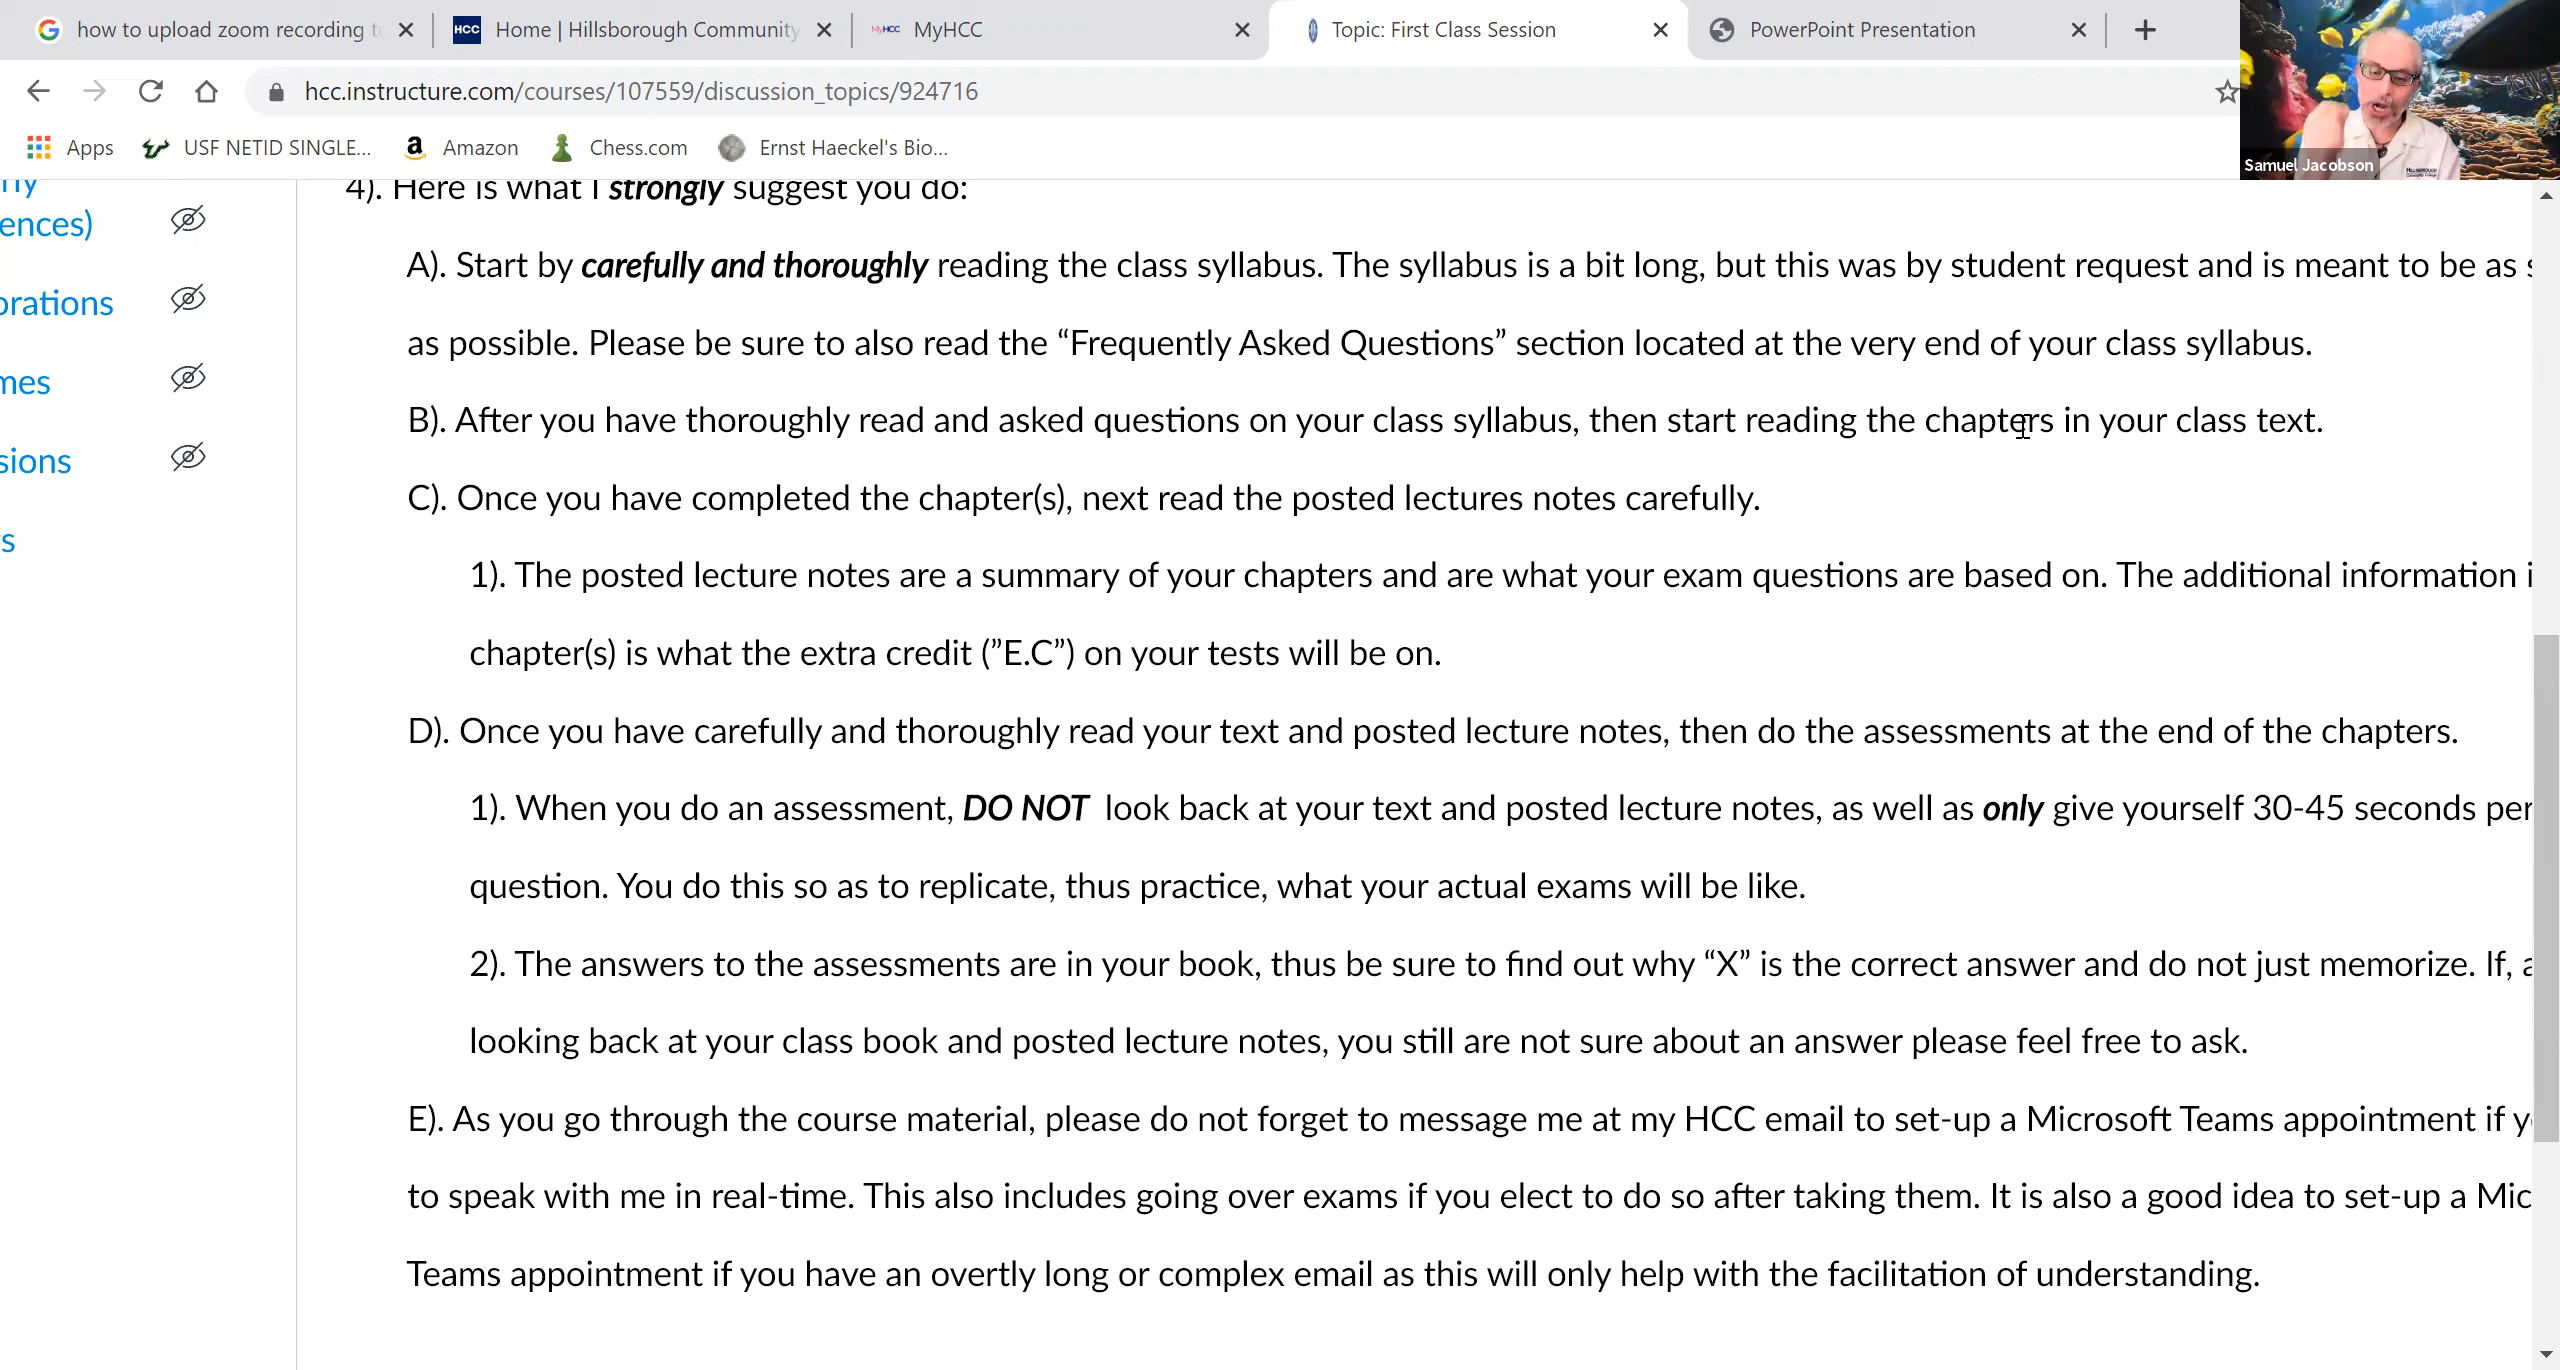 how to upload zoom recording t
Home | Hillsborough Community
MyHCC
MyHCC
Topic: First Class Session
PowerPoint Presentation
hcc.instructure.com/courses/107559/discussion_topics/924716
Apps
USF NETID SINGLE...
Amazon
Chess.com
Ernst Haeckel's Bio...
Samuel Jacobson
ences)
orations
mes
sions
s
4). Here is what I strongly suggest you do:
A). Start by carefully and thoroughly reading the class syllabus. The syllabus is a bit long, but this was by student request and is meant to be as
as possible. Please be sure to also read the “Frequently Asked Questions” section located at the very end of your class syllabus.
B). After you have thoroughly read and asked questions on your class syllabus, then start reading the chapters in your class text.
C). Once you have completed the chapter(s), next read the posted lectures notes carefully.
1). The posted lecture notes are a summary of your chapters and are what your exam questions are based on. The additional information
chapter(s) is what the extra credit (”E.C”) on your tests will be on.
D). Once you have carefully and thoroughly read your text and posted lecture notes, then do the assessments at the end of the chapters.
1). When you do an assessment, DO NOT look back at your text and posted lecture notes, as well as only give yourself 30-45 seconds per
question. You do this so as to replicate, thus practice, what your actual exams will be like.
2). The answers to the assessments are in your book, thus be sure to find out why “X” is the correct answer and do not just memorize. If,
looking back at your class book and posted lecture notes, you still are not sure about an answer please feel free to ask.
E). As you go through the course material, please do not forget to message me at my HCC email to set-up a Microsoft Teams appointment if
to speak with me in real-time. This also includes going over exams if you elect to do so after taking them. It is also a good idea to set-up a Mic
Teams appointment if you have an overtly long or complex email as this will only help with the facilitation of understanding.